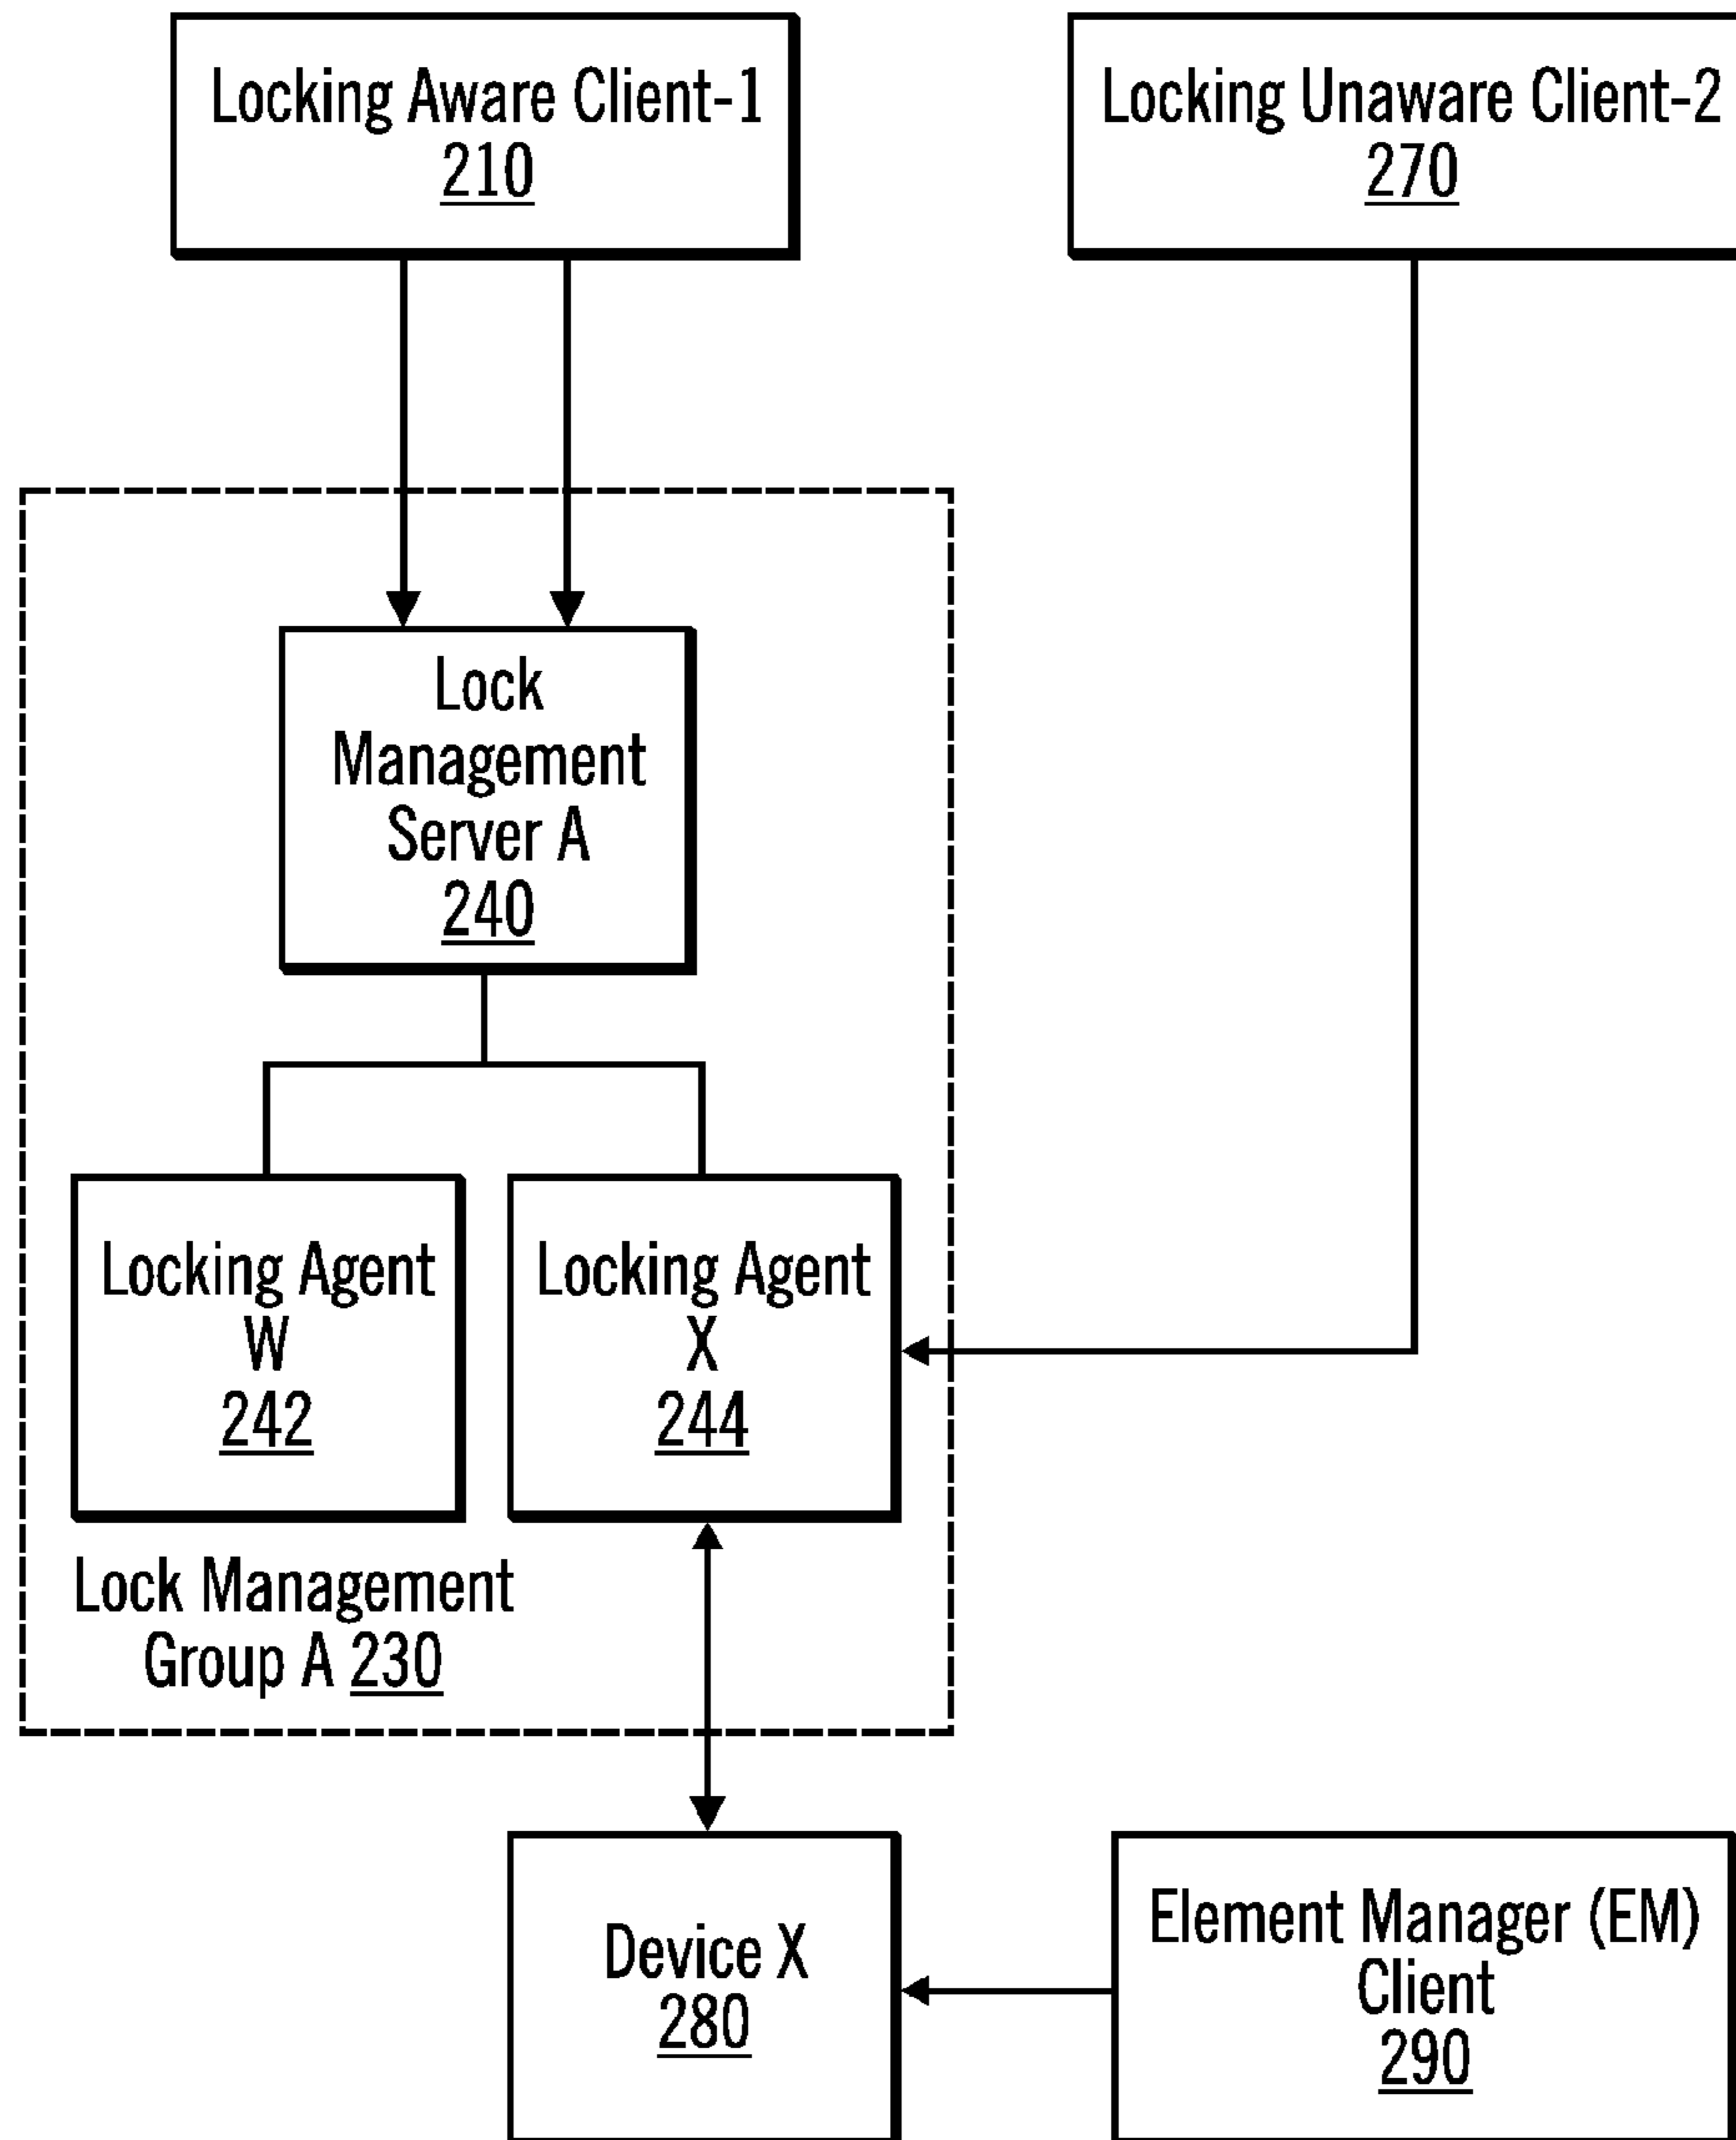 Locking Aware Client-1
210
Locking Unaware Client-2
270
Lock
Management
Server A
240
Locking Agent
W
242
Locking Agent
X
244
Lock Management
Group A 230
Device X
280
Element Manager (EM)
Client
290